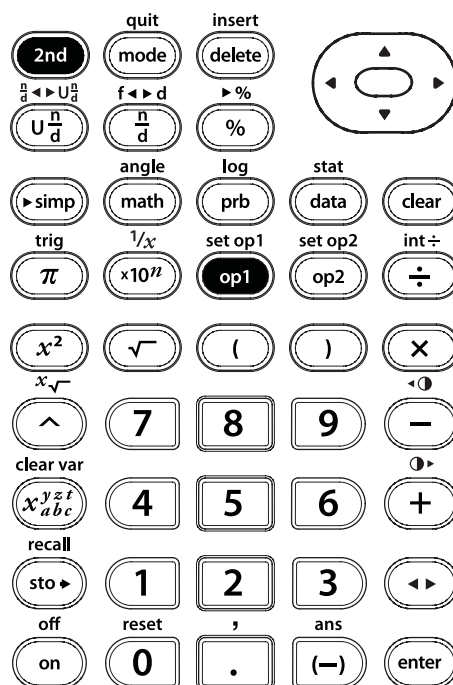 quit insert
2nd mode delete
n/d ◄► U n/d f◄►d ►%
U n/d n/d %
angle log stat
►simp math prb data clear
trig 1/x set op1 set op2 int÷
π ×10ⁿ op1 op2 ÷
x² √ ( ) ×
ˣ√ ◄◑
^ 7 8 9 −
clear var ◑►
x y z t a b c 4 5 6 +
recall
sto► 1 2 3 ◄►
off reset , ans
on 0 . (−) enter